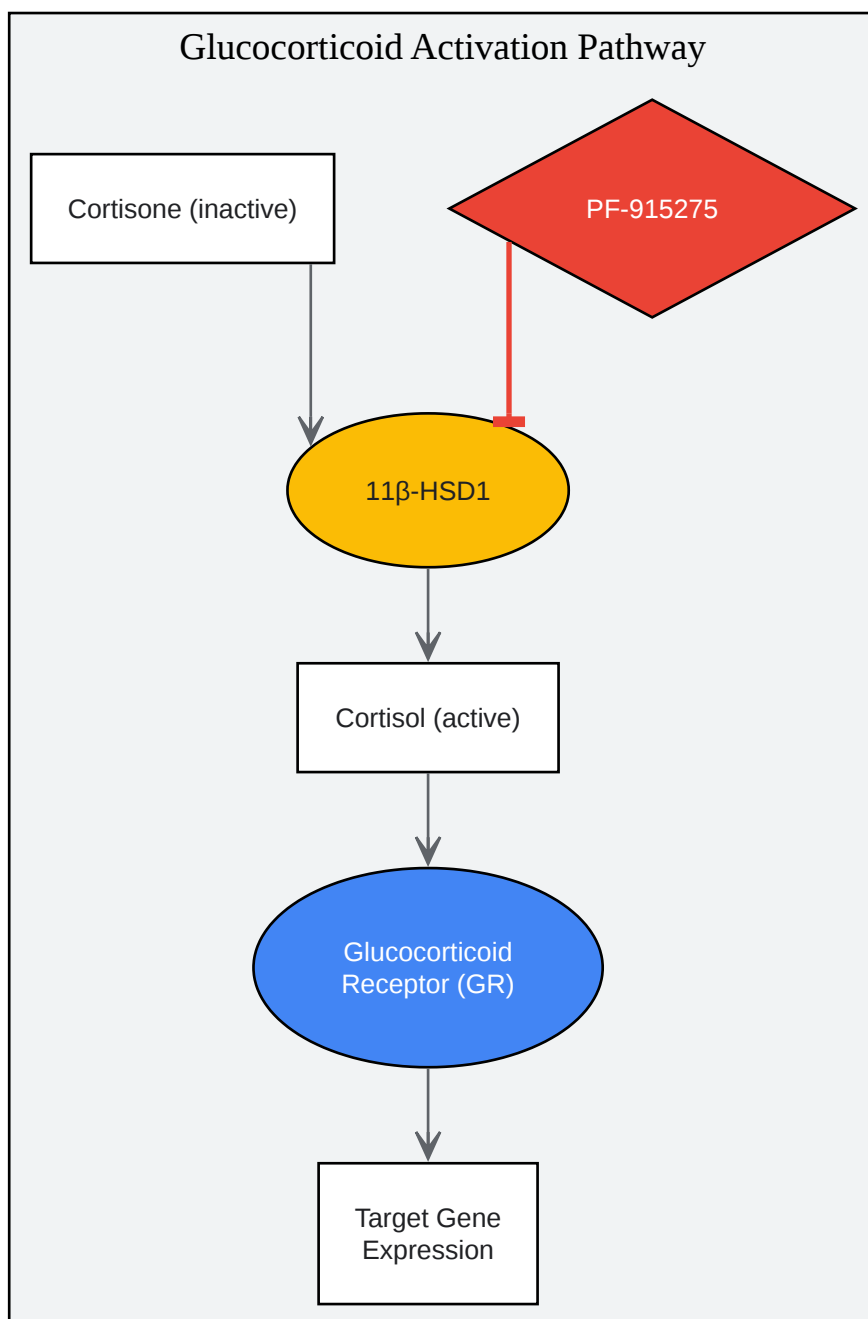 Glucocorticoid Activation Pathway
Cortisone (inactive)
PF-915275
11β-HSD1
Cortisol (active)
Glucocorticoid
Receptor (GR)
Target Gene
Expression